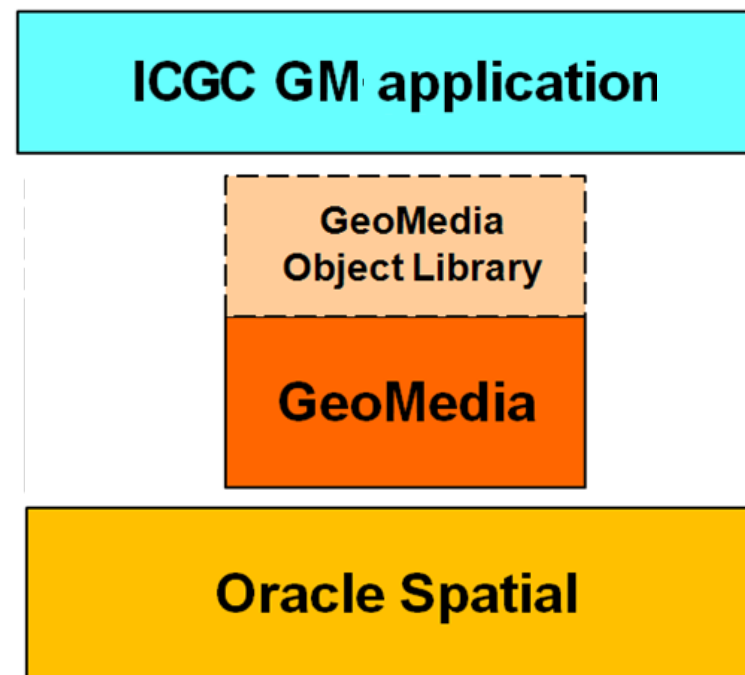 ICGC GM application
GeoMedia
Object Library
GeoMedia
Oracle Spatial